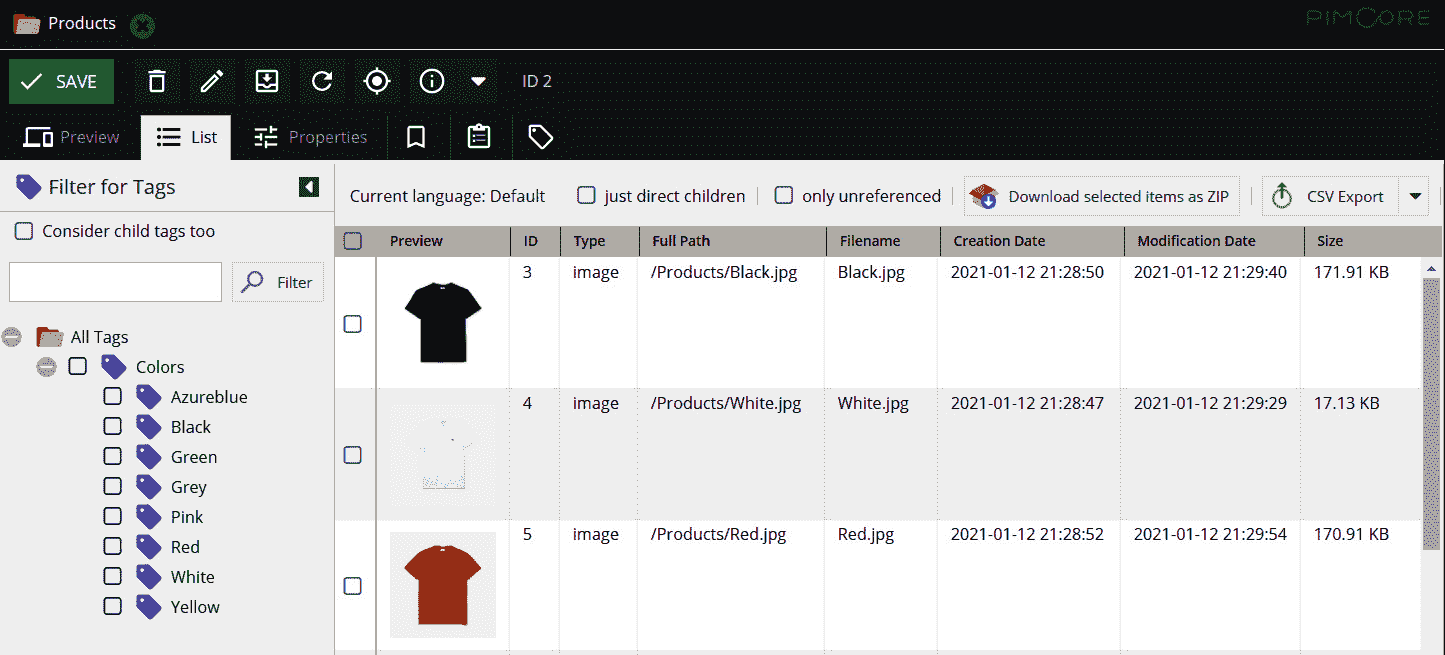 Products
PIMCORE
SAVE
ID 2
Preview
List
Properties
Filter for Tags
Consider child tags too
Filter
All Tags
Colors
Azureblue
Black
Green
Grey
Pink
Red
White
Yellow
Current language: Default
just direct children
only unreferenced
Download selected items as ZIP
CSV Export
Preview ID Type Full Path Filename Creation Date Modification Date Size
3 image /Products/Black.jpg Black.jpg 2021-01-12 21:28:50 2021-01-12 21:29:40 171.91 KB
4 image /Products/White.jpg White.jpg 2021-01-12 21:28:47 2021-01-12 21:29:29 17.13 KB
5 image /Products/Red.jpg Red.jpg 2021-01-12 21:28:52 2021-01-12 21:29:54 170.91 KB